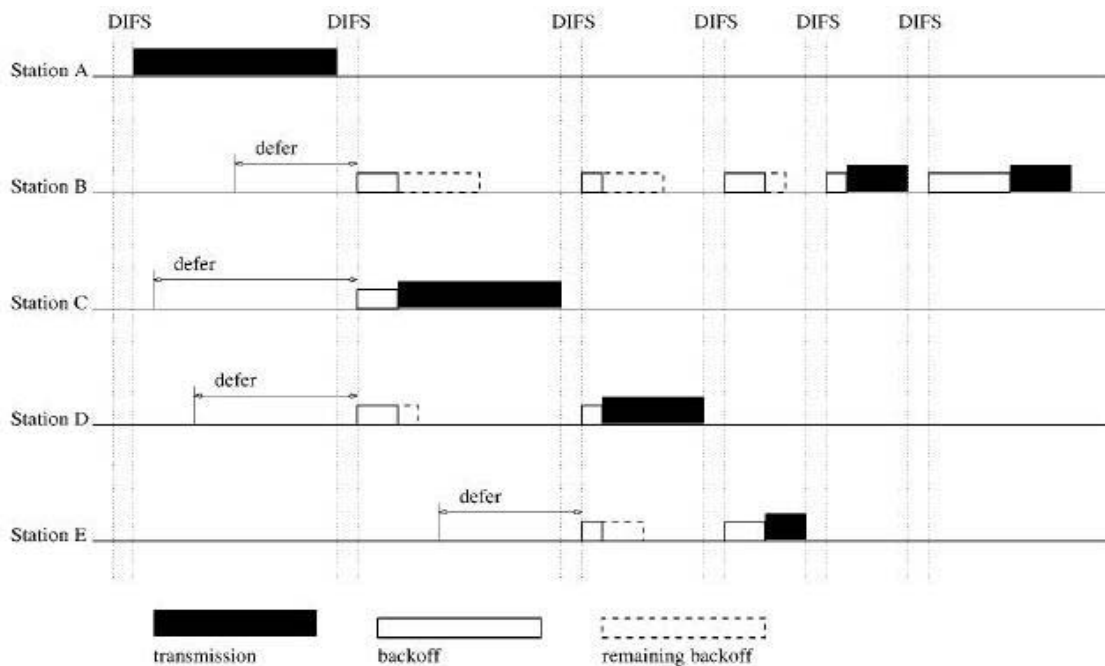 DIFS DIFS DIFS DIFS DIFS DIFS
Station A
defer
Station B
defer
Station C
defer
Station D
defer
Station E
transmission backoff remaining backoff